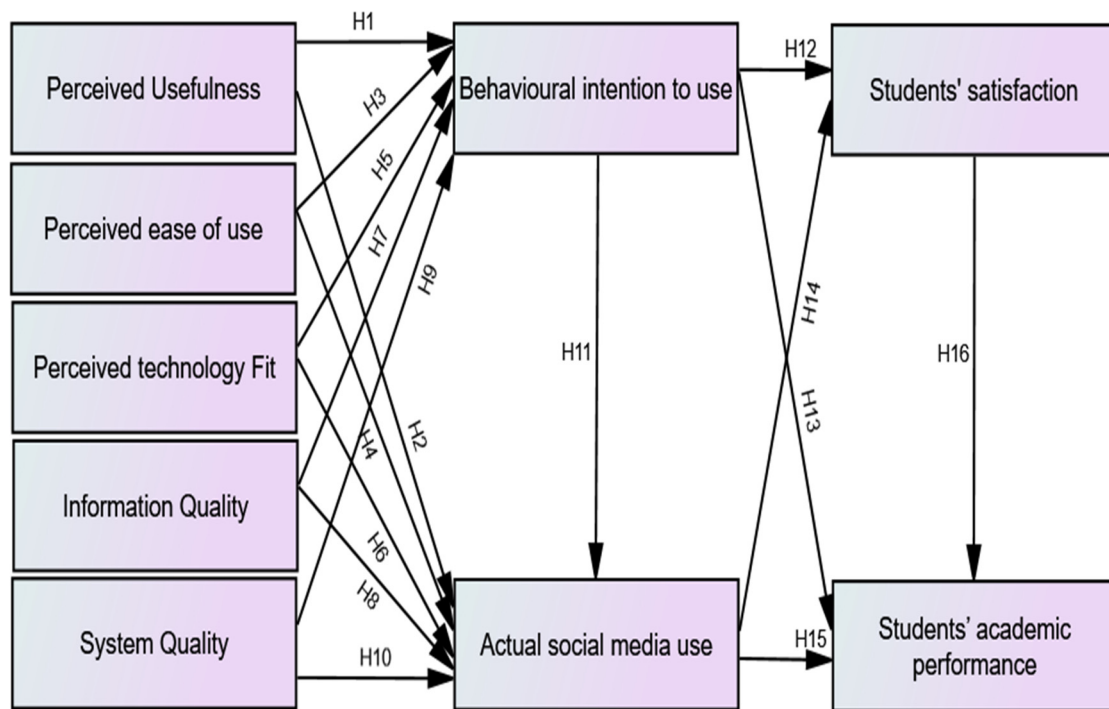 H1
H12
Perceived Usefulness
Behavioural intention to use
Students' satisfaction
H3
H5
Perceived ease of use
H7
H9
H14
Perceived technology Fit
H11
H16
H2
H4
H13
Information Quality
H6
H8
System Quality
H10
Actual social media use
H15
Students’ academic
performance